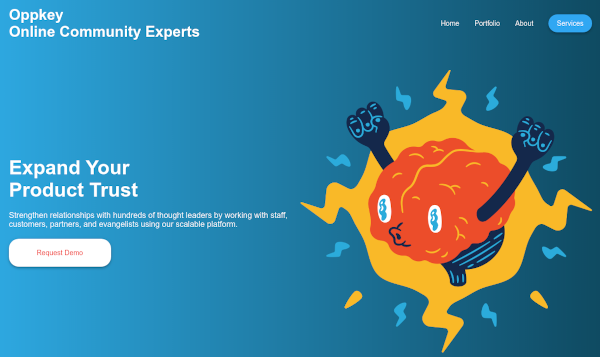 Oppkey
Online Community Experts
Home Portfolio About Services
Expand Your
Product Trust
Strengthen relationships with hundreds of thought leaders by working with staff,
customers, partners, and evangelists using our scalable platform.
Request Demo